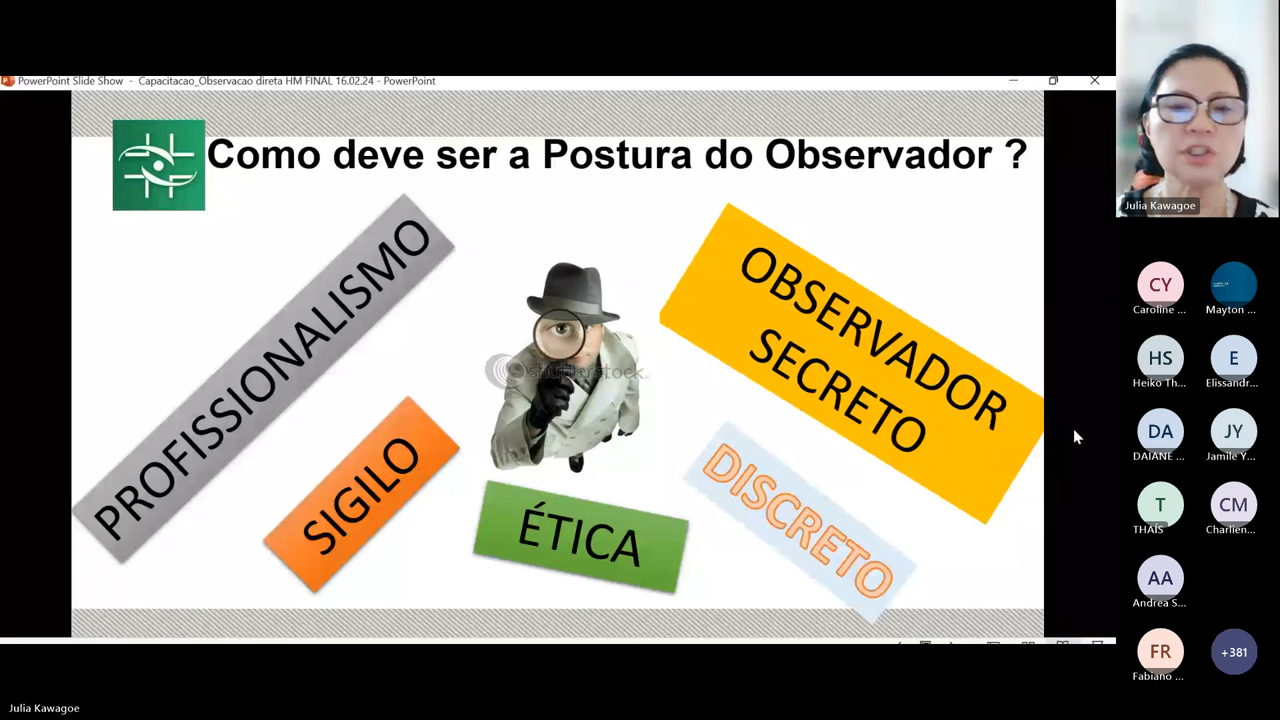 PowerPoint Slide Show - Capacitacao_Observacao direta HM FINAL 16.02.24 - PowerPoint
Como deve ser a Postura do Observador ?
PROFISSIONALISMO
OBSERVADOR
SECRETO
SIGILO
ÉTICA
DISCRETO
shutterstock
Julia Kawagoe
CY
Caroline ...
Mayton ...
HS
Heiko Th...
E
Elissandr...
DA
DAIANE ...
JY
Jamile Y...
T
THAÍS
CM
Charlien...
AA
Andrea S...
FR
Fabiano ...
+381
Julia Kawagoe